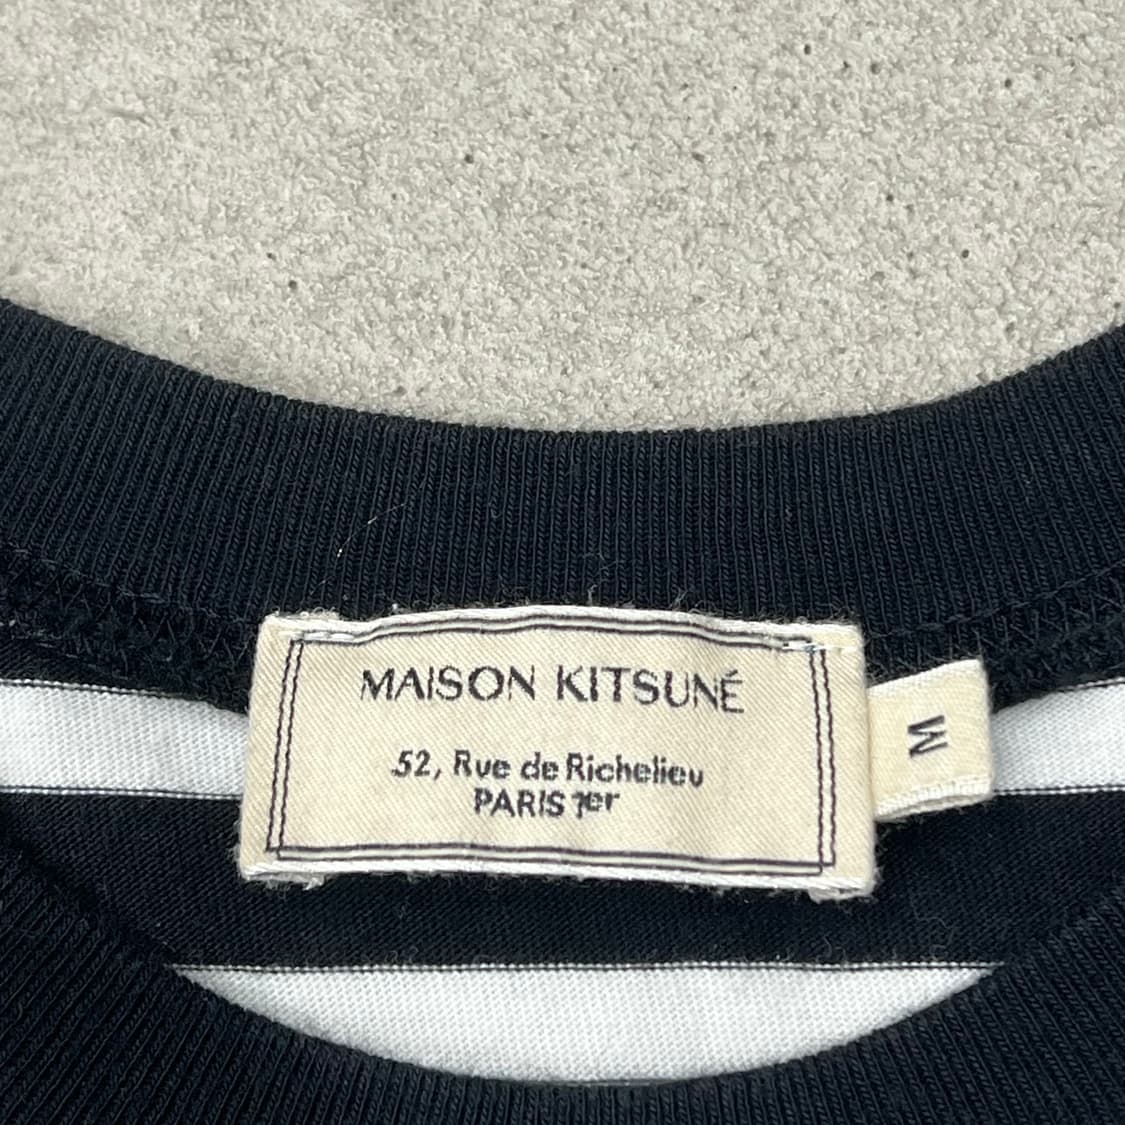 MAISON KITSUNÉ
52, Rue de Richelieu
PARIS 1er
M